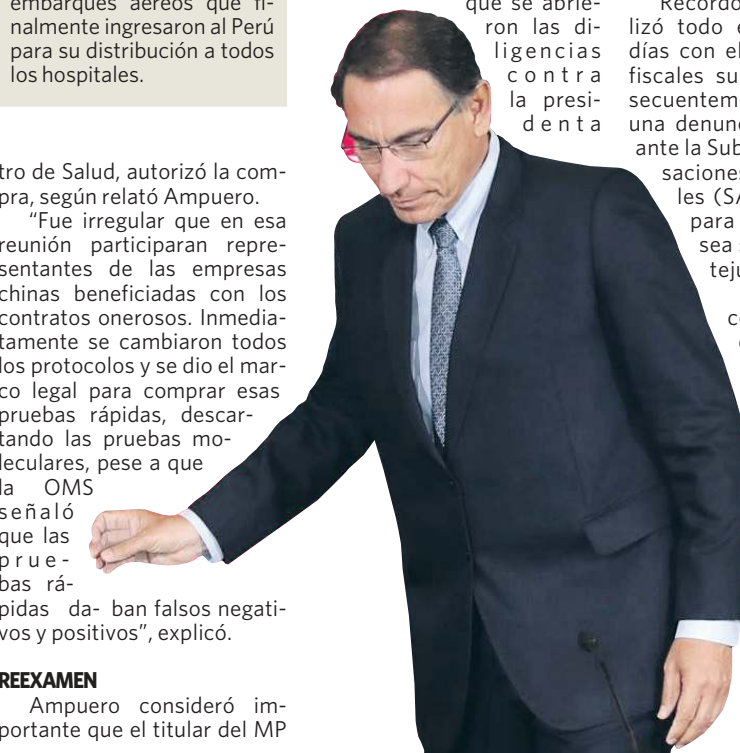 embarques aéreos que fi-
nalmente ingresaron al Perú
para su distribución a todos
los hospitales.
tro de Salud, autorizó la com-
pra, según relató Ampuero.
“Fue irregular que en esa
reunión participaran repre-
sentantes de las empresas
chinas beneficiadas con los
contratos onerosos. Inmedia-
tamente se cambiaron todos
los protocolos y se dio el mar-
co legal para comprar esas
pruebas rápidas, descar-
tando las pruebas mo-
leculares, pese a que
la OMS
señaló
que las
prue-
bas rá-
pidas da- ban falsos negati-
vos y positivos”, explicó.
REEXAMEN
Ampuero consideró im-
portante que el titular del MP
que se abrie-
ron las di-
ligencias
contra
la presi-
denta
Recordó
lizó todo e
días con el
fiscales su
secuentem
una denunc
ante la Sub
saciones
les (SA
para
sea s
teju
c